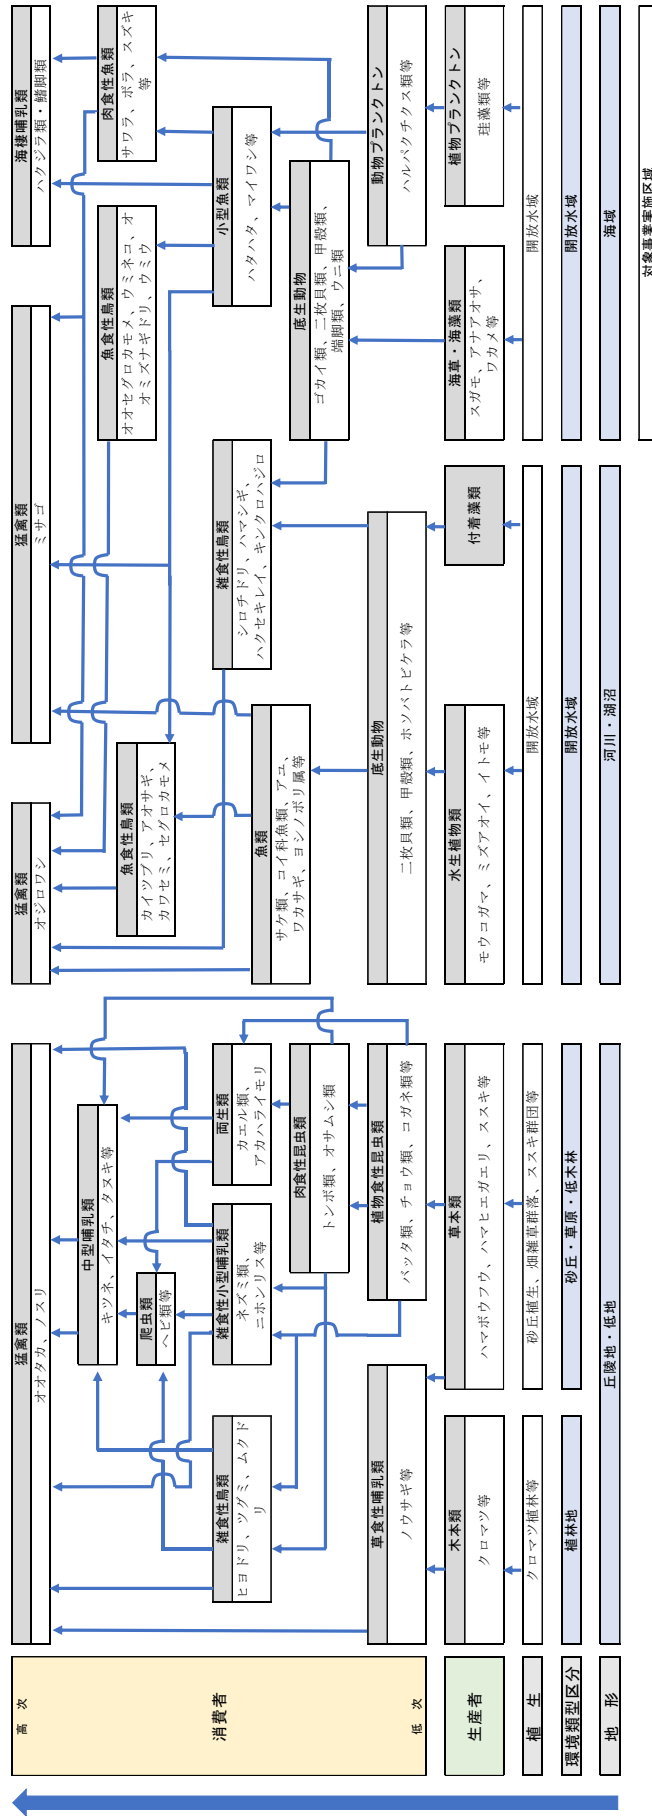 高次
消費者
低次
生産者
植生
環境類型区分
地形
猛禽類
オオタカ、ノスリ
猛禽類
オジロワシ
猛禽類
ミサゴ
海棲哺乳類
ハクジラ類・鰭脚類
中型哺乳類
キツネ、イタチ、タヌキ等
爬虫類
ヘビ類等
魚食性鳥類
カイツブリ、アオサギ、
カワセミ、セグロカモメ
魚食性鳥類
オオセグロカモメ、ウミネコ、オ
オミズナギドリ、ウミウ
肉食性魚類
サワラ、ボラ、スズキ
等
雑食性鳥類
ヒヨドリ、ツグミ、ムクド
リ
雑食性小型哺乳類
ネズミ類、
ニホンリス等
両生類
カエル類、
アカハライモリ
雑食性鳥類
シロチドリ、ハマシギ、
ハクセキレイ、キンクロハジロ
小型魚類
ハタハタ、マイワシ等
魚類
サケ類、コイ科魚類、アユ、
ワカサギ、ヨシノボリ属等
肉食性昆虫類
トンボ類、オサムシ類
底生動物
ゴカイ類、二枚貝類、甲殻類、
端脚類、ウニ類
草食性哺乳類
ノウサギ等
植物食性昆虫類
バッタ類、チョウ類、コガネ類等
底生動物
二枚貝類、甲殻類、ホソバトビケラ等
動物プランクトン
ハルパクチクス類等
木本類
クロマツ等
草本類
ハマボウフウ、ハマヒエガエリ、ススキ等
水生植物類
モウコガマ、ミズアオイ、イトモ等
付着藻類
海草・海藻類
スガモ、アナアオサ、
ワカメ等
植物プランクトン
珪藻類等
クロマツ植林等
砂丘植生、畑雑草群落、ススキ群団等
開放水域
開放水域
開放水域
植林地
砂丘・草原・低木林
開放水域
開放水域
丘陵地・低地
河川・湖沼
海域
対象事業実施区域